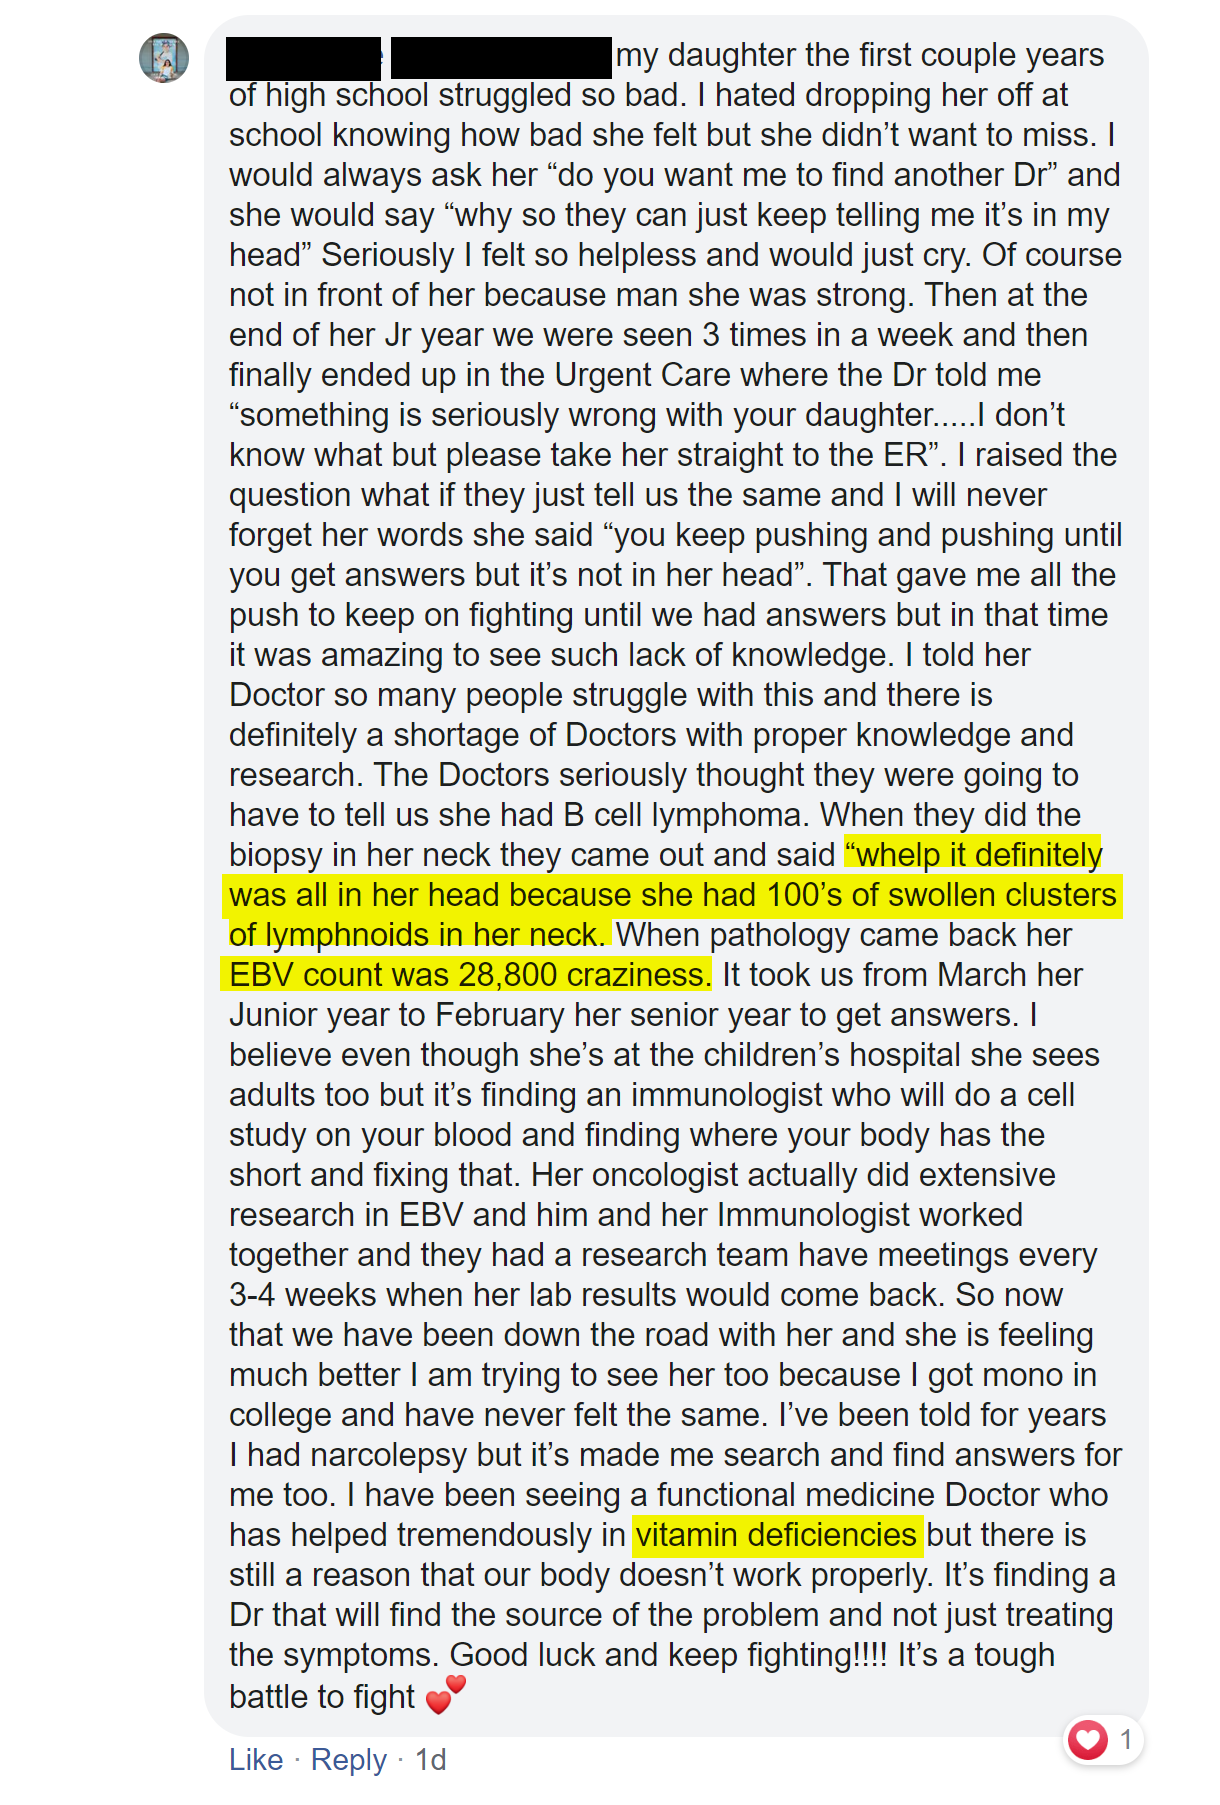 my daughter the first couple years
of high school struggled so bad. I hated dropping her off at
school knowing how bad she felt but she didn’t want to miss. I
would always ask her “do you want me to find another Dr” and
she would say “why so they can just keep telling me it’s in my
head” Seriously I felt so helpless and would just cry. Of course
not in front of her because man she was strong. Then at the
end of her Jr year we were seen 3 times in a week and then
finally ended up in the Urgent Care where the Dr told me
“something is seriously wrong with your daughter.....I don’t
know what but please take her straight to the ER”. I raised the
question what if they just tell us the same and I will never
forget her words she said “you keep pushing and pushing until
you get answers but it’s not in her head”. That gave me all the
push to keep on fighting until we had answers but in that time
it was amazing to see such lack of knowledge. I told her
Doctor so many people struggle with this and there is
definitely a shortage of Doctors with proper knowledge and
research. The Doctors seriously thought they were going to
have to tell us she had B cell lymphoma. When they did the
biopsy in her neck they came out and said “whelp it definitely
was all in her head because she had 100’s of swollen clusters
of lymphnoids in her neck. When pathology came back her
EBV count was 28,800 craziness. It took us from March her
Junior year to February her senior year to get answers. I
believe even though she’s at the children’s hospital she sees
adults too but it’s finding an immunologist who will do a cell
study on your blood and finding where your body has the
short and fixing that. Her oncologist actually did extensive
research in EBV and him and her Immunologist worked
together and they had a research team have meetings every
3-4 weeks when her lab results would come back. So now
that we have been down the road with her and she is feeling
much better I am trying to see her too because I got mono in
college and have never felt the same. I’ve been told for years
I had narcolepsy but it’s made me search and find answers for
me too. I have been seeing a functional medicine Doctor who
has helped tremendously in vitamin deficiencies but there is
still a reason that our body doesn’t work properly. It’s finding a
Dr that will find the source of the problem and not just treating
the symptoms. Good luck and keep fighting!!!! It’s a tough
battle to fight 💕
1
Like · Reply · 1d